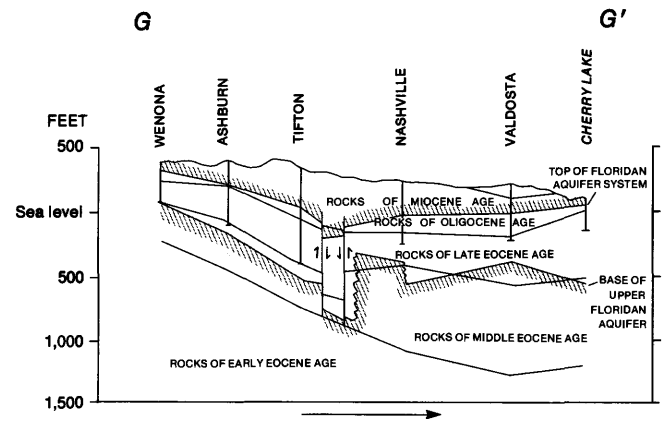 G
G′
FEET
WENONA
ASHBURN
TIFTON
NASHVILLE
VALDOSTA
CHERRY LAKE
500
Sea level
500
1,000
1,500
TOP OF FLORIDAN
AQUIFER SYSTEM
ROCKS OF MIOCENE AGE
ROCKS OF OLIGOCENE AGE
ROCKS OF LATE EOCENE AGE
BASE OF
UPPER
FLORIDAN
AQUIFER
ROCKS OF MIDDLE EOCENE AGE
ROCKS OF EARLY EOCENE AGE